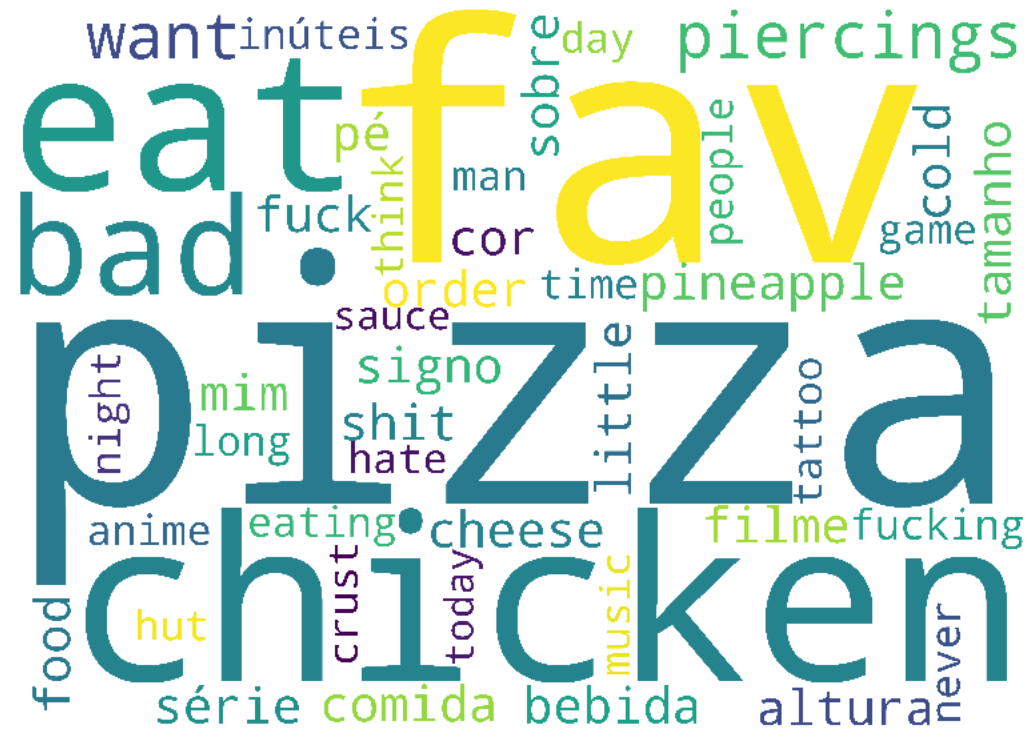 want inúteis sobre day piercings
eat fav
pé think man people cold tamanho
bad fuck cor game
order time pineapple
pizza
sauce
night mim signo little tattoo
long shit
hate
anime eating cheese filme fucking
chicken
food hut crust today music never
série comida bebida altura